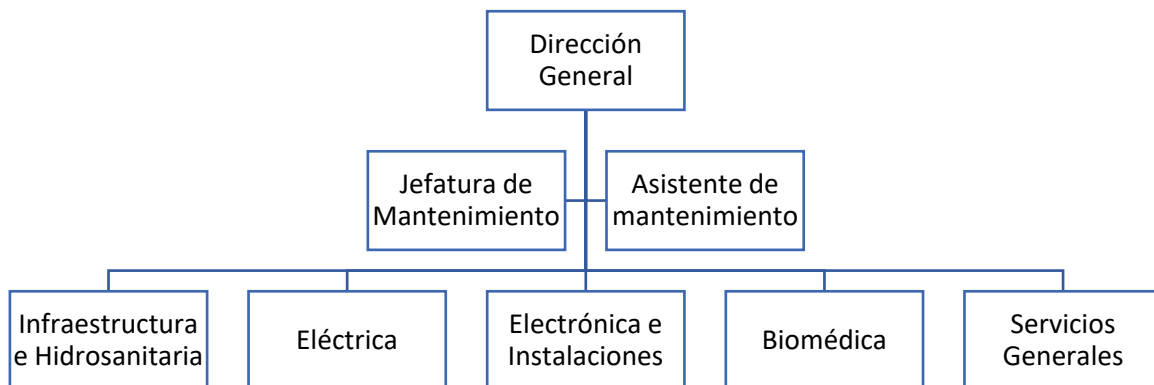 Dirección
General
Jefatura de
Mantenimiento
Asistente de
mantenimiento
Infraestructura
e Hidrosanitaria
Eléctrica
Electrónica e
Instalaciones
Biomédica
Servicios
Generales